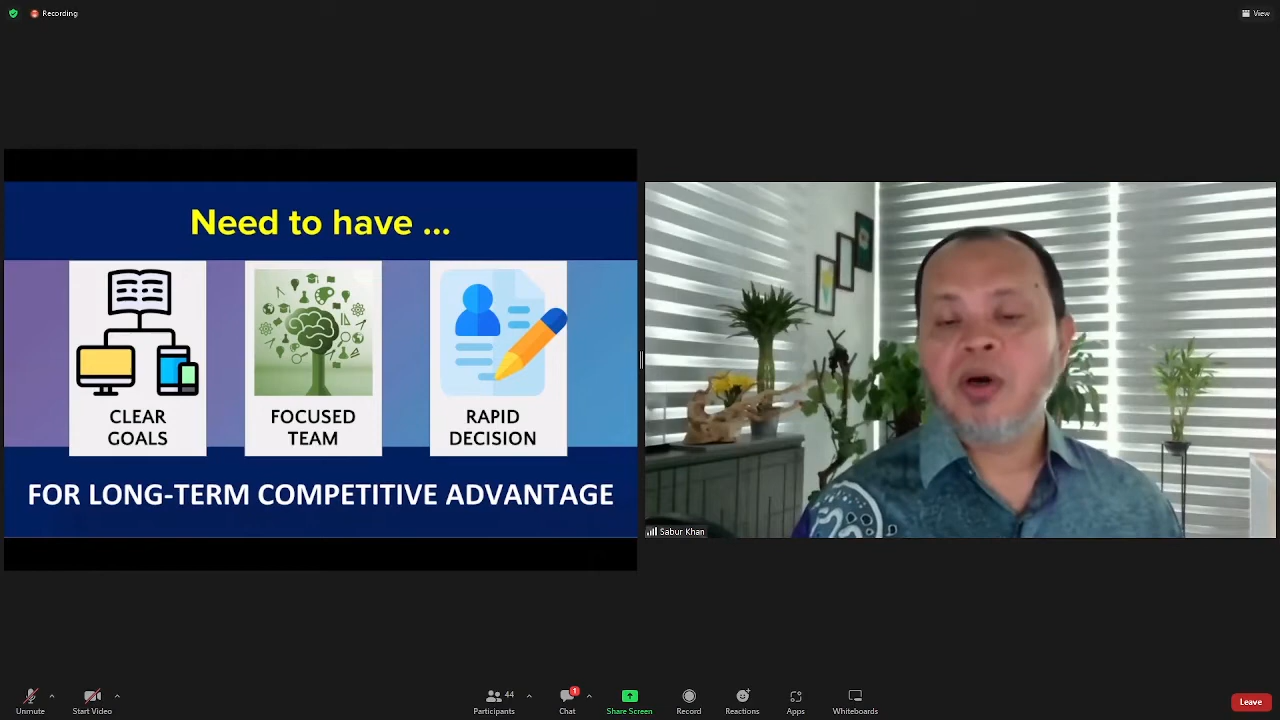 Recording
View
Need to have ...
CLEAR
GOALS
FOCUSED
TEAM
RAPID
DECISION
FOR LONG-TERM COMPETITIVE ADVANTAGE
Sabur Khan
Unmute
Start Video
44
Participants
1
Chat
Share Screen
Record
Reactions
Apps
Whiteboards
Leave